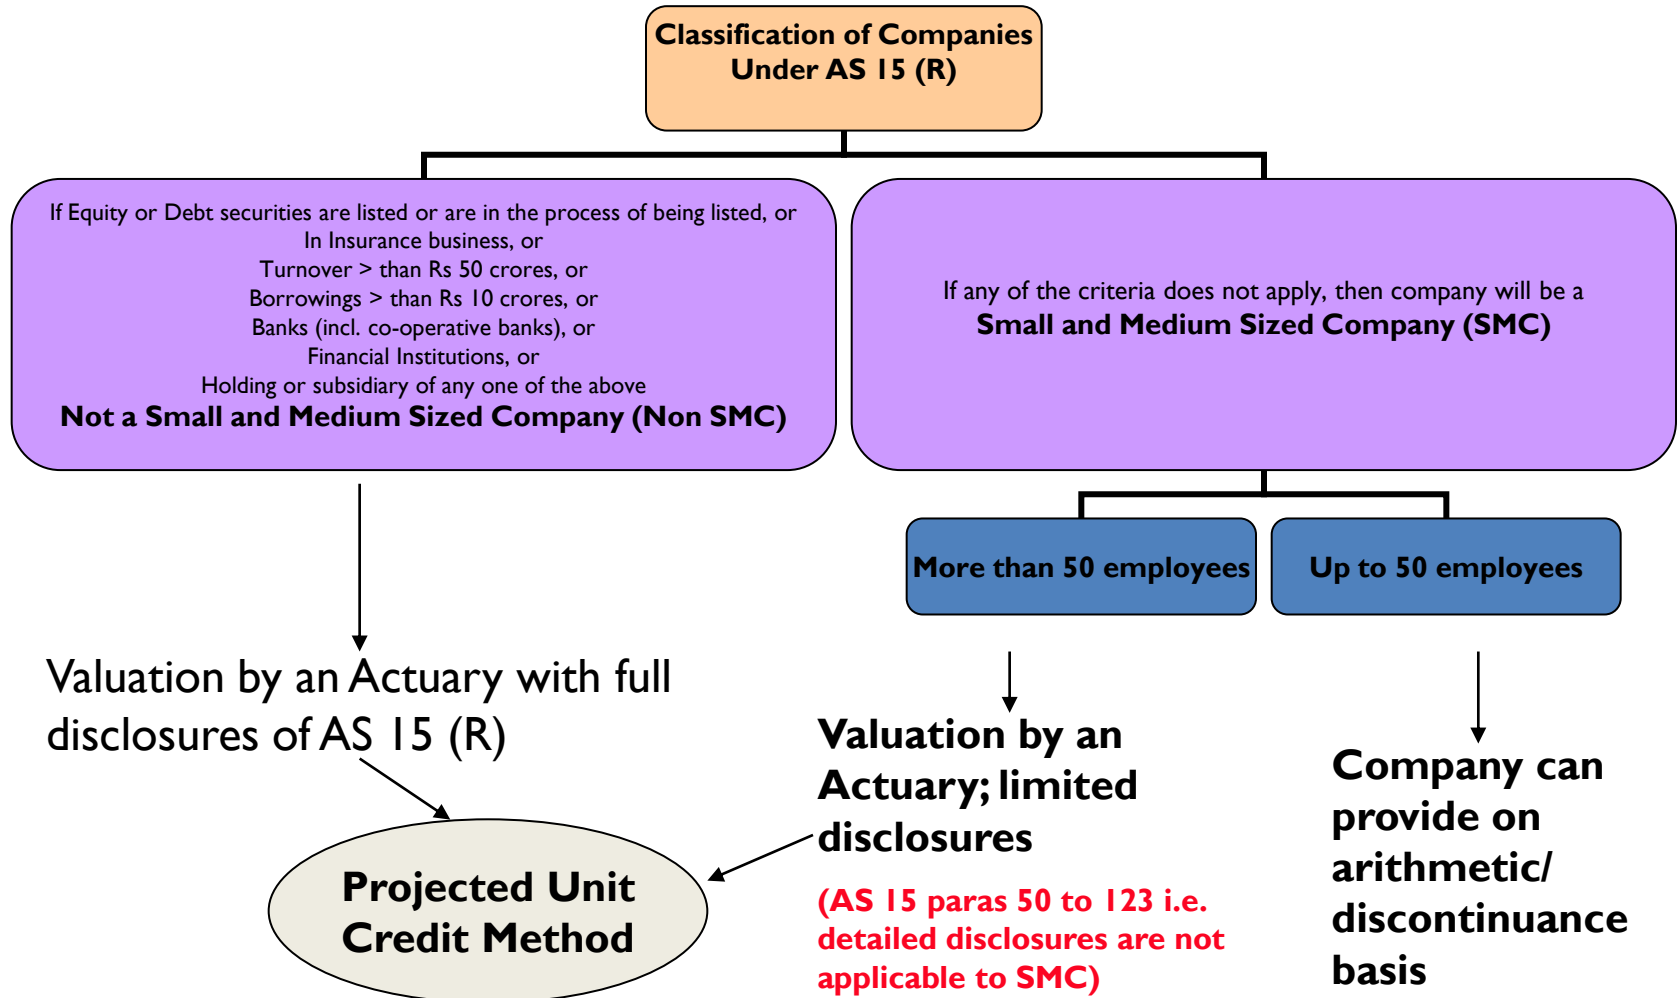 Classification of Companies
Under AS 15 (R)
If Equity or Debt securities are listed or are in the process of being listed, or
In Insurance business, or
Turnover > than Rs 50 crores, or
Borrowings > than Rs 10 crores, or
Banks (incl. co-operative banks), or
Financial Institutions, or
Holding or subsidiary of any one of the above
Not a Small and Medium Sized Company (Non SMC)
If any of the criteria does not apply, then company will be a
Small and Medium Sized Company (SMC)
More than 50 employees
Up to 50 employees
Valuation by an Actuary with full
disclosures of AS 15 (R)
Projected Unit
Credit Method
Valuation by an
Actuary; limited
disclosures
(AS 15 paras 50 to 123 i.e.
detailed disclosures are not
applicable to SMC)
Company can
provide on
arithmetic/
discontinuance
basis